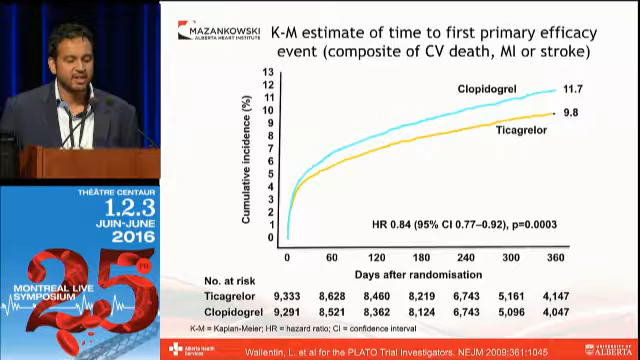 MAZANKOWSKI
ALBERTA HEART INSTITUTE
K-M estimate of time to first primary efficacy
event (composite of CV death, MI or stroke)
13
12
11
10
9
8
7
6
5
4
3
2
1
0
Cumulative incidence (%)
Clopidogrel
11.7
9.8
Ticagrelor
HR 0.84 (95% CI 0.77–0.92), p=0.0003
0 60 120 180 240 300 360
Days after randomisation
No. at risk
Ticagrelor 9,333 8,628 8,460 8,219 6,743 5,161 4,147
Clopidogrel 9,291 8,521 8,362 8,124 6,743 5,096 4,047
K-M = Kaplan-Meier; HR = hazard ratio; CI = confidence interval
Alberta Health
Services
Wallentin, L. et al for the PLATO Trial Investigators. NEJM 2009:361:1045
UNIVERSITY OF
ALBERTA
THÉÂTRE CENTAUR
1.2.3
JUIN-JUNE
2016
25
MONTREAL LIVE
SYMPOSIUM